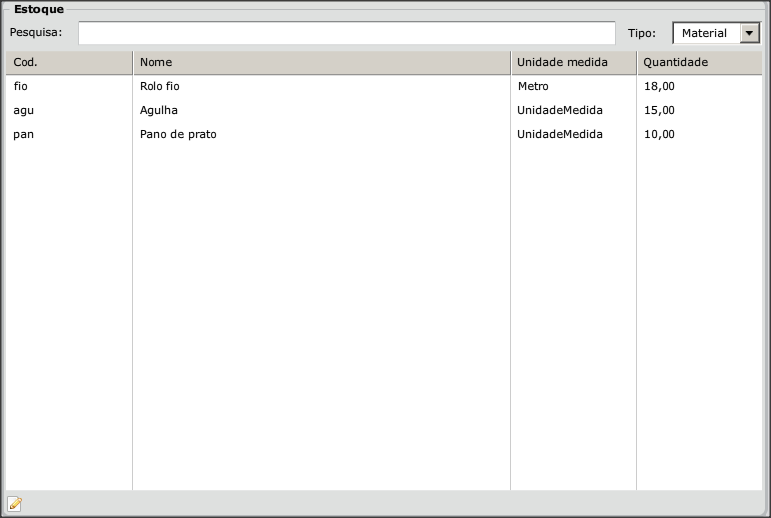 Estoque
Pesquisa: Tipo: Material
Cod. Nome Unidade medida Quantidade
fio Rolo fio Metro 18,00
agu Agulha UnidadeMedida 15,00
pan Pano de prato UnidadeMedida 10,00